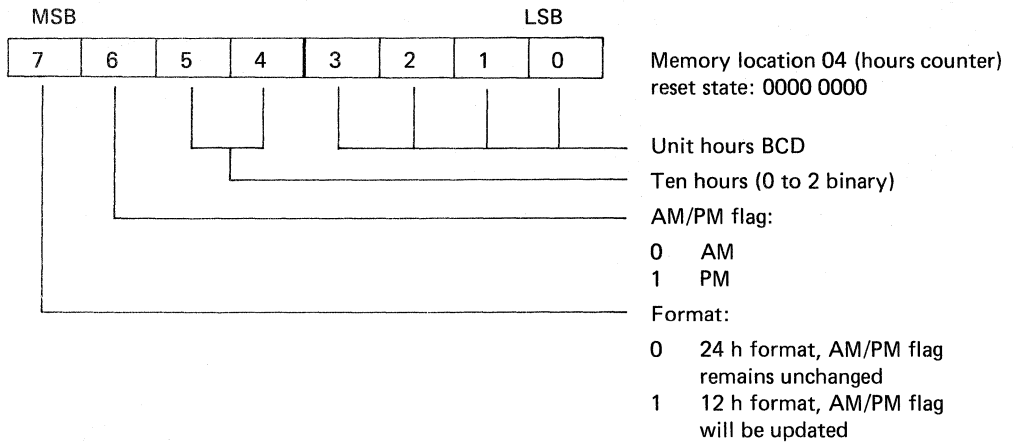 MSB LSB
7 6 5 4 3 2 1 0
Memory location 04 (hours counter)
reset state: 0000 0000
Unit hours BCD
Ten hours (0 to 2 binary)
AM/PM flag:
0 AM
1 PM
Format:
0 24 h format, AM/PM flag
remains unchanged
1 12 h format, AM/PM flag
will be updated